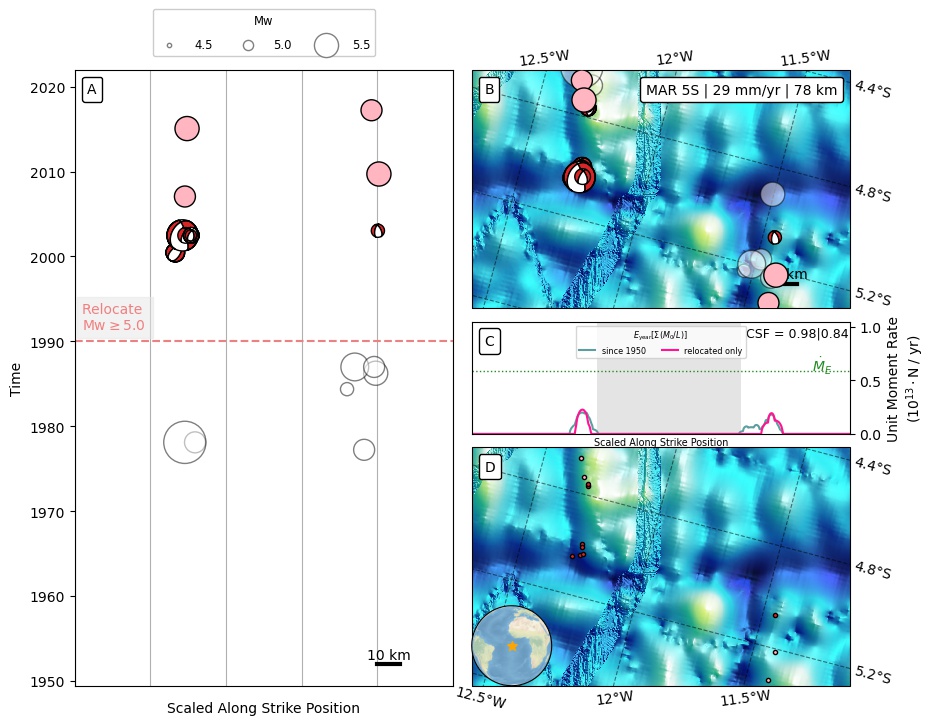 Mw
4.5 5.0 5.5
12.5°W 12°W 11.5°W
A
2020
2010
2000
1990
1980
1970
1960
1950
Time
Relocate
Mw ≥ 5.0
10 km
Scaled Along Strike Position
B
MAR 5S | 29 mm/yr | 78 km
4.4°S
4.8°S
5.2°S
km
C
E_year[Σ(M₀/L)]
since 1950 relocated only
CSF = 0.98|0.84
Ṁ_E
1.0
0.5
0.0
Unit Moment Rate
(10¹³ · N / yr)
Scaled Along Strike Position
D
4.4°S
4.8°S
5.2°S
12.5°W 12°W 11.5°W